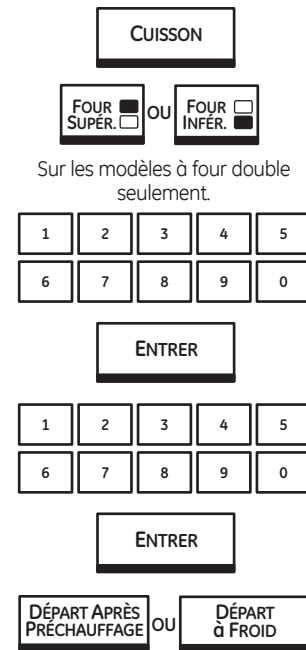 CUISSON
FOUR SUPÉR. OU FOUR INFÉR.
Sur les modèles à four double
seulement.
1 2 3 4 5
6 7 8 9 0
ENTRER
1 2 3 4 5
6 7 8 9 0
ENTRER
DÉPART APRÈS PRÉCHAUFFAGE OU DÉPART à FROID